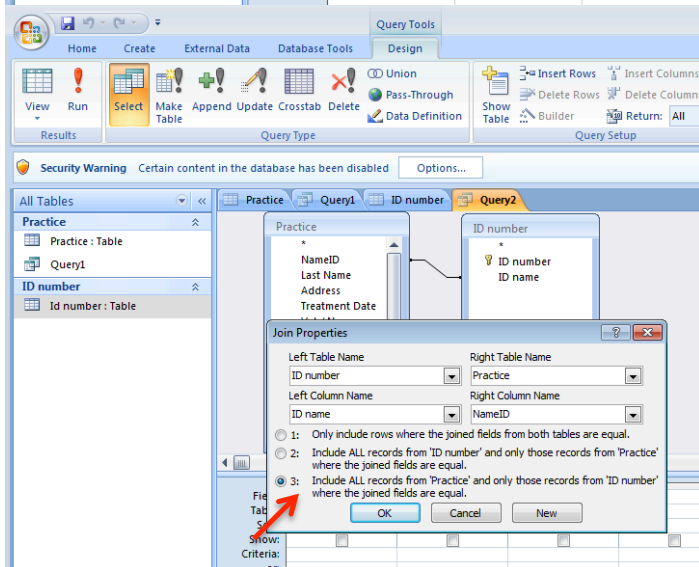 Query Tools
Home Create External Data Database Tools Design
View Run Select Make Table Append Update Crosstab Delete
Union
Pass-Through
Data Definition
Show Table
Insert Rows
Delete Rows
Builder
Insert Columns
Delete Column
Return: All
Results Query Type Query Setup
Security Warning Certain content in the database has been disabled Options...
All Tables
Practice
Practice : Table
Query1
ID number
Id number : Table
Practice Query1 ID number Query2
Practice
*
NameID
Last Name
Address
Treatment Date
ID number
*
ID number
ID name
Join Properties
Left Table Name Right Table Name
ID number Practice
Left Column Name Right Column Name
ID name NameID
1: Only include rows where the joined fields from both tables are equal.
2: Include ALL records from 'ID number' and only those records from 'Practice'
where the joined fields are equal.
3: Include ALL records from 'Practice' and only those records from 'ID number'
where the joined fields are equal.
OK Cancel New
Fie
Tab
S
Show:
Criteria: